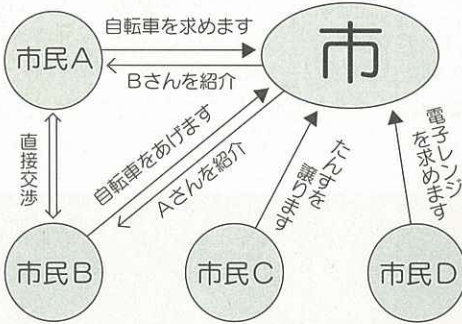 市民A
自転車を求めます
Bさんを紹介
市
直接交渉
自転車をあげます
Aさんを紹介
たんすを
譲ります
電子レンジ
を求めます
市民B
市民C
市民D